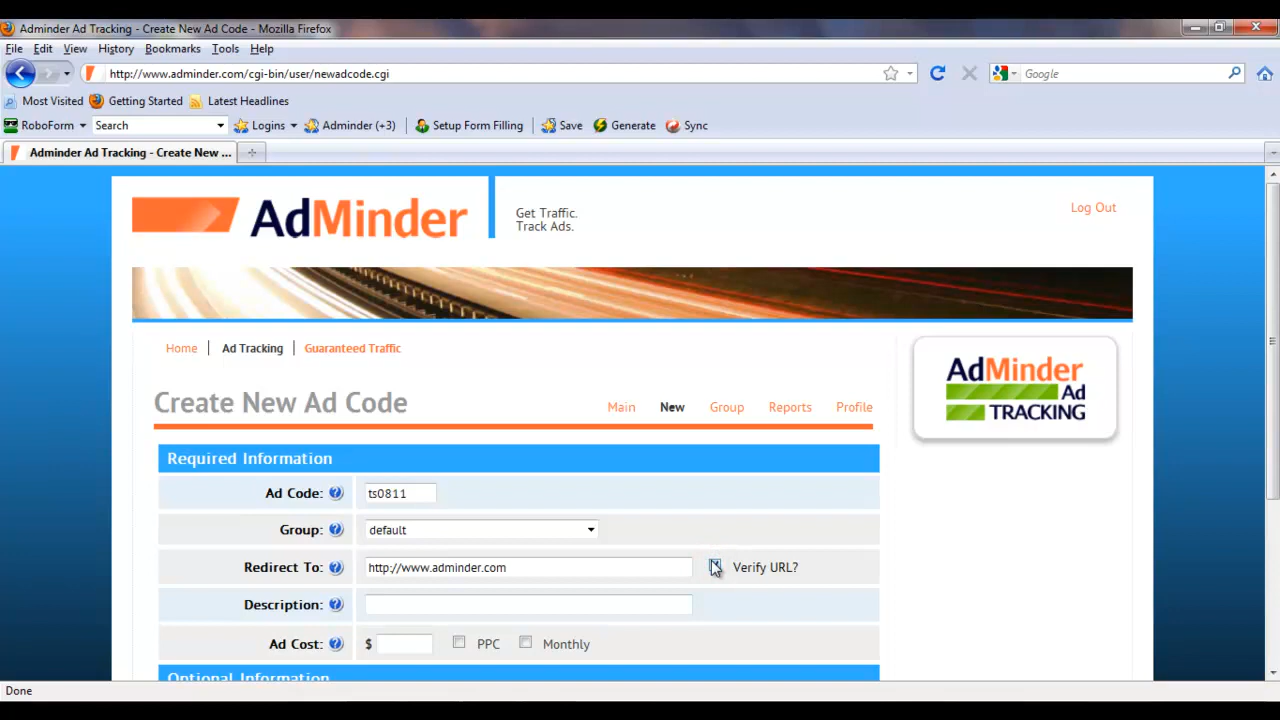 Adminder Ad Tracking - Create New Ad Code - Mozilla Firefox
File Edit View History Bookmarks Tools Help
http://www.adminder.com/cgi-bin/user/newadcode.cgi
Google
Most Visited Getting Started Latest Headlines
RoboForm Search Logins Adminder (+3) Setup Form Filling Save Generate Sync
Adminder Ad Tracking - Create New ...
AdMinder
Get Traffic.
Track Ads.
Log Out
Home Ad Tracking Guaranteed Traffic
AdMinder
Ad
TRACKING
Create New Ad Code
Main New Group Reports Profile
Required Information
Ad Code: ts0811
Group: default
Redirect To: http://www.adminder.com Verify URL?
Description:
Ad Cost: $ PPC Monthly
Optional Information
Done